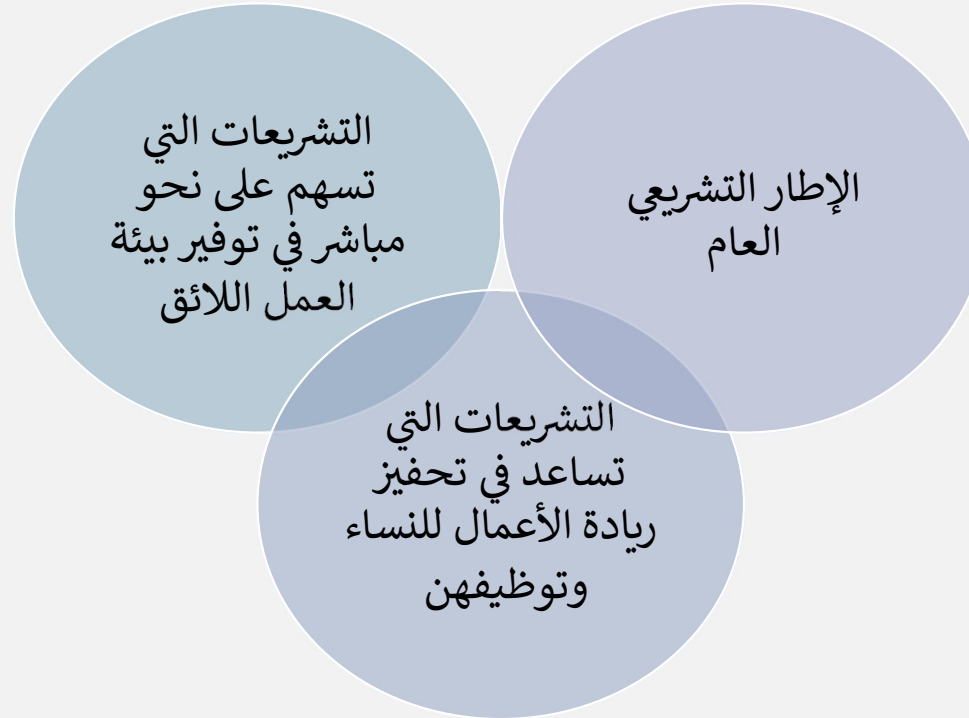 الإطار التشريعي
العام
التشريعات التي
تسهم على نحو
مباشر في توفير بيئة
العمل اللائق
التشريعات التي
تساعد في تحفيز
ريادة الأعمال للنساء
وتوظيفهن